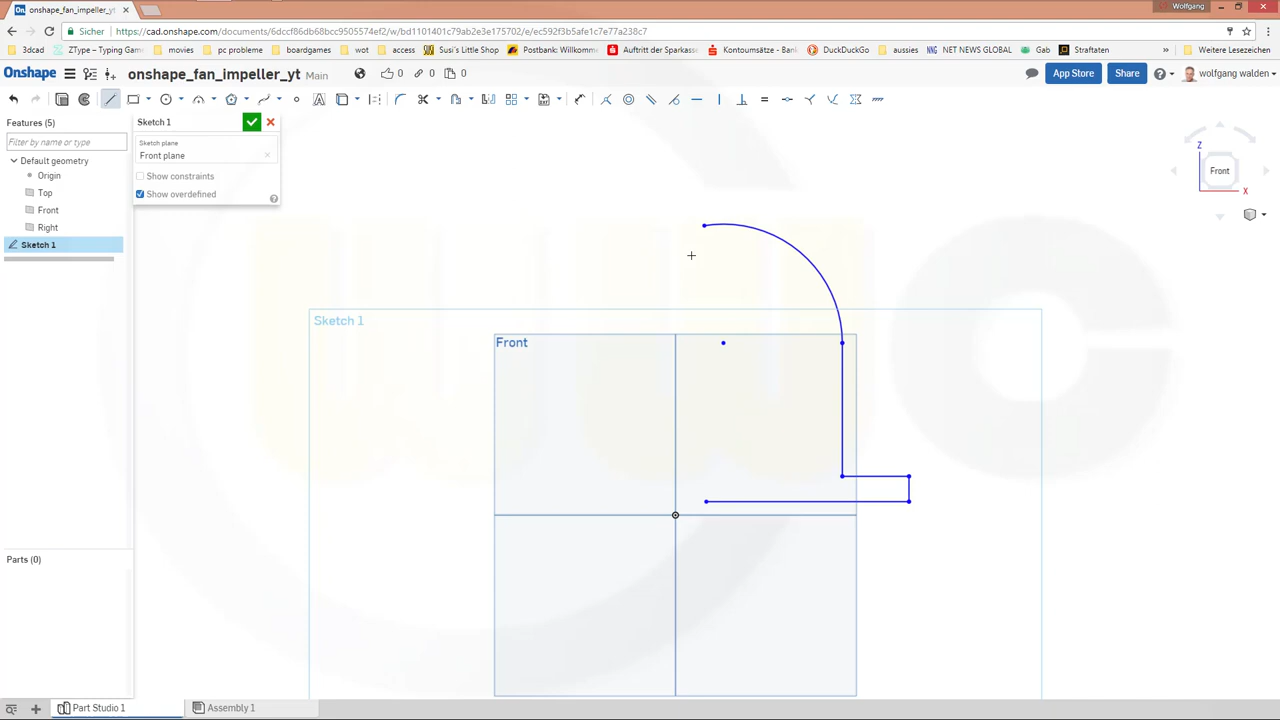 onshape_fan_impeller_yt
Wolfgang
Sicher
https://cad.onshape.com/documents/6dccf86db68bcc9505574ef2/w/bd1101401c79ab2d3e175702/e/ec592f3b5afe1c7e77a238c7
3dcad
ZType – Typing Game
movies
pc probleme
boardgames
wot
access
Susi's Little Shop
Postbank: Willkomme
Auftritt der Sparkasse
Kontoumsätze - Bank
DuckDuckGo
aussies
NET NEWS GLOBAL
Gab
Straftaten
»
Weitere Lesezeichen
Onshape
onshape_fan_impeller_yt
Main
0
0
0
App Store
Share
wolfgang walden
Features (5)
Filter by name or type
Default geometry
Origin
Top
Front
Right
Sketch 1
Sketch 1
Sketch plane
Front plane
Show constraints
Show overdefined
Z
Front
X
Sketch 1
Front
Parts (0)
Part Studio 1
Assembly 1